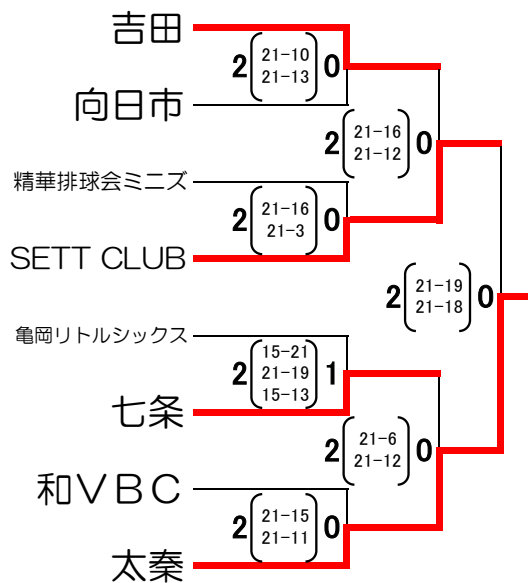 吉田
2 21-10 0
21-13
向日市
2 21-16 0
21-12
精華排球会ミニズ
2 21-16 0
21-3
SETT CLUB
2 21-19 0
21-18
亀岡リトルシックス
15-21
2 21-19 1
15-13
七条
2 21-6 0
21-12
和VBC
2 21-15 0
21-11
太秦